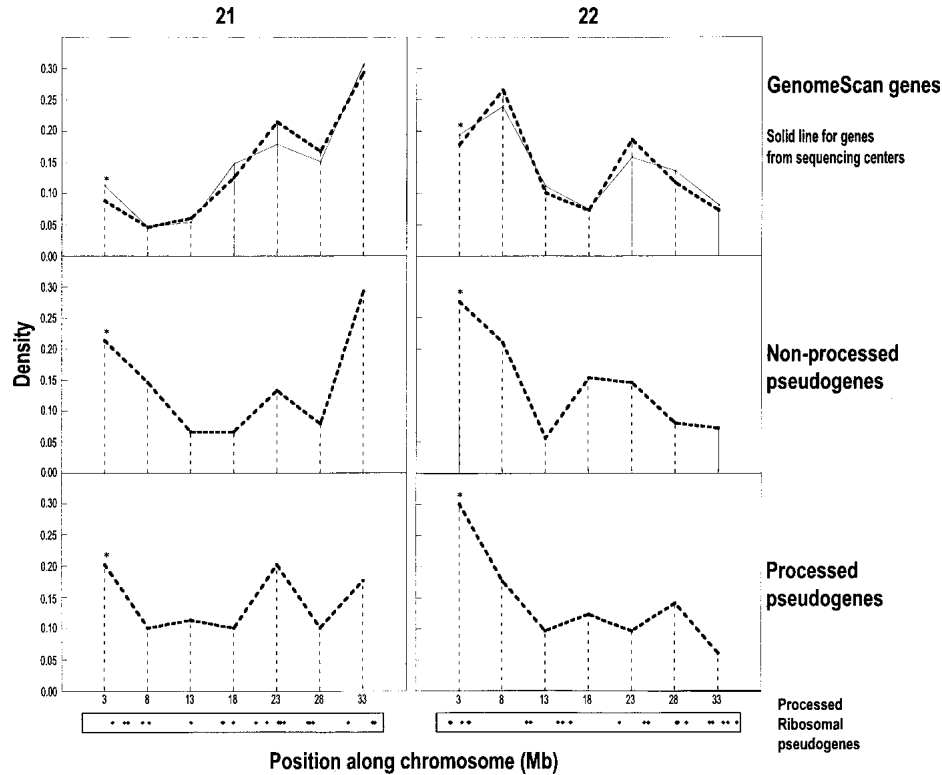 21
22
GenomeScan genes
Solid line for genes
from sequencing centers
0.30
0.25
0.20
0.15
0.10
0.05
0.00
*
*
Density
Non-processed
pseudogenes
0.30
0.25
0.20
0.15
0.10
0.05
0.00
*
*
Processed
pseudogenes
0.30
0.25
0.20
0.15
0.10
0.05
0.00
*
*
3 8 13 18 23 28 33
3 8 13 18 23 28 33
Processed
Ribosomal
pseudogenes
Position along chromosome (Mb)